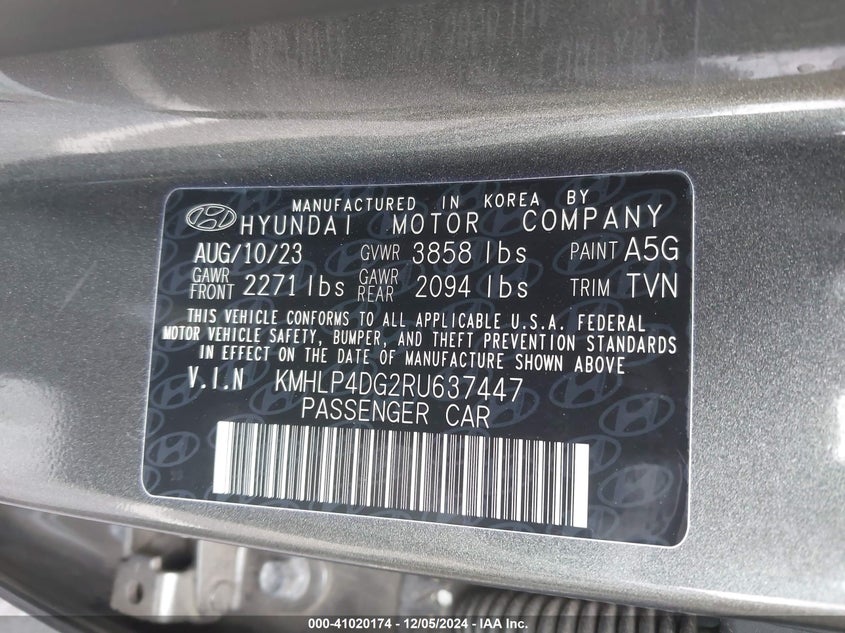 MANUFACTURED IN KOREA BY
HYUNDAI MOTOR COMPANY
AUG/10/23 GVWR 3858 lbs PAINT A5G
GAWR FRONT 2271 lbs GAWR REAR 2094 lbs TRIM TVN
THIS VEHICLE CONFORMS TO ALL APPLICABLE U.S.A. FEDERAL
MOTOR VEHICLE SAFETY, BUMPER, AND THEFT PREVENTION STANDARDS
IN EFFECT ON THE DATE OF MANUFACTURE SHOWN ABOVE
V.I.N KMHLP4DG2RU637447
PASSENGER CAR
000-41020174 - 12/05/2024 - IAA Inc.